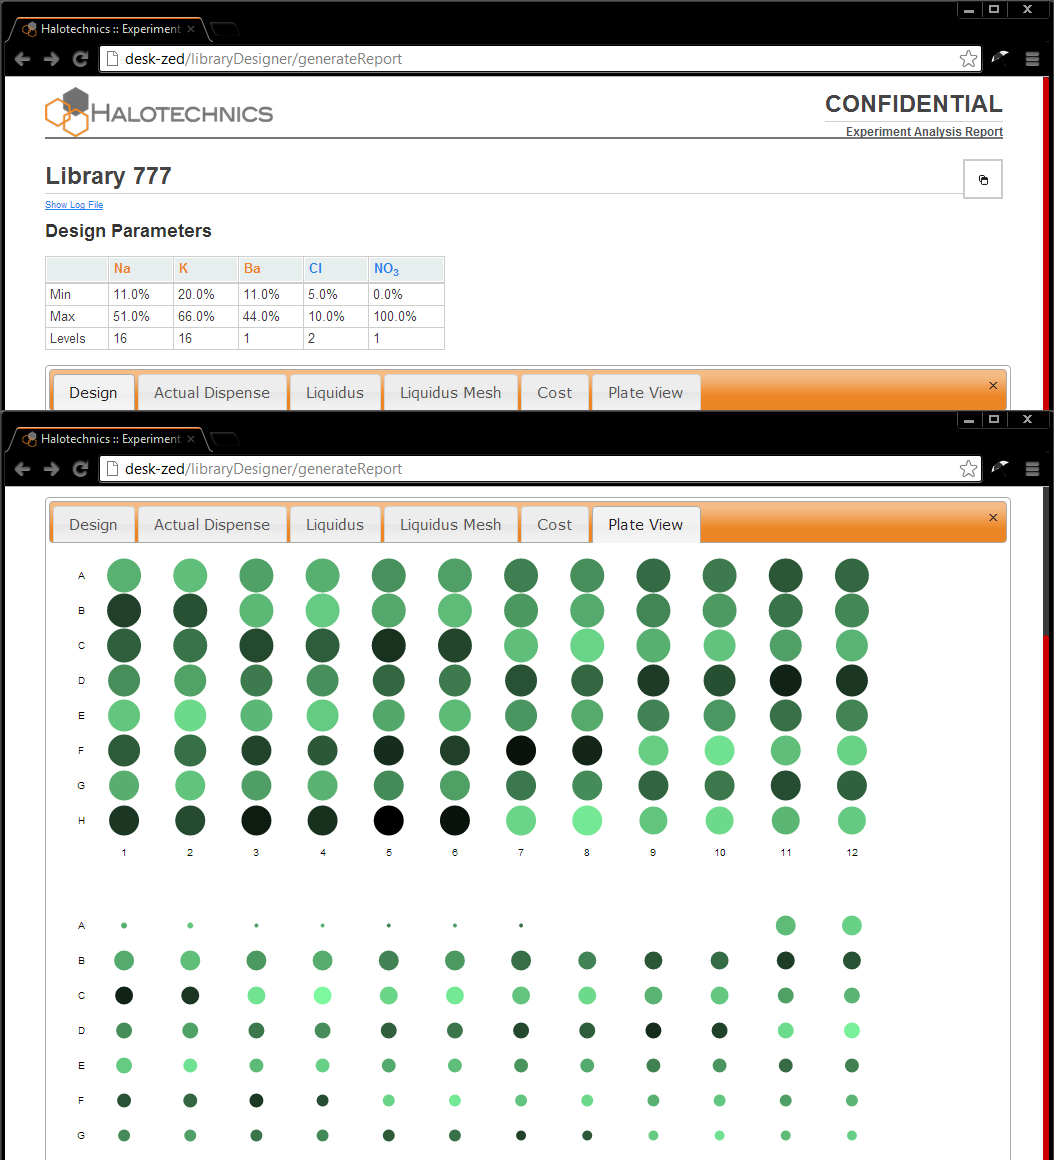 Halotechnics :: Experiment
desk-zed/libraryDesigner/generateReport
HALOTECHNICS
CONFIDENTIAL
Experiment Analysis Report
Library 777
Show Log File
Design Parameters
Na K Ba Cl NO3
Min 11.0% 20.0% 11.0% 5.0% 0.0%
Max 51.0% 66.0% 44.0% 10.0% 100.0%
Levels 16 16 1 2 1
Design Actual Dispense Liquidus Liquidus Mesh Cost Plate View
Halotechnics :: Experiment
desk-zed/libraryDesigner/generateReport
Design Actual Dispense Liquidus Liquidus Mesh Cost Plate View
A
B
C
D
E
F
G
H
1 2 3 4 5 6 7 8 9 10 11 12
A
B
C
D
E
F
G